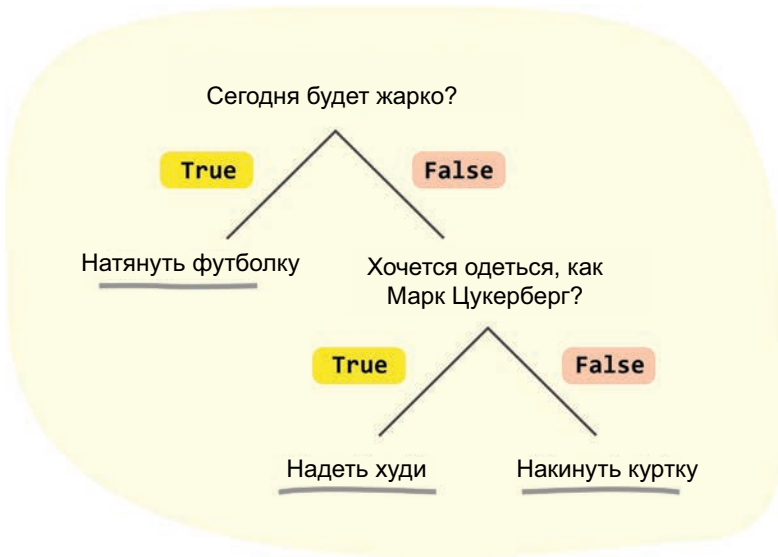 Сегодня будет жарко?
True
False
Натянуть футболку
Хочется одеться, как
Марк Цукерберг?
True
False
Надеть худи
Накинуть куртку